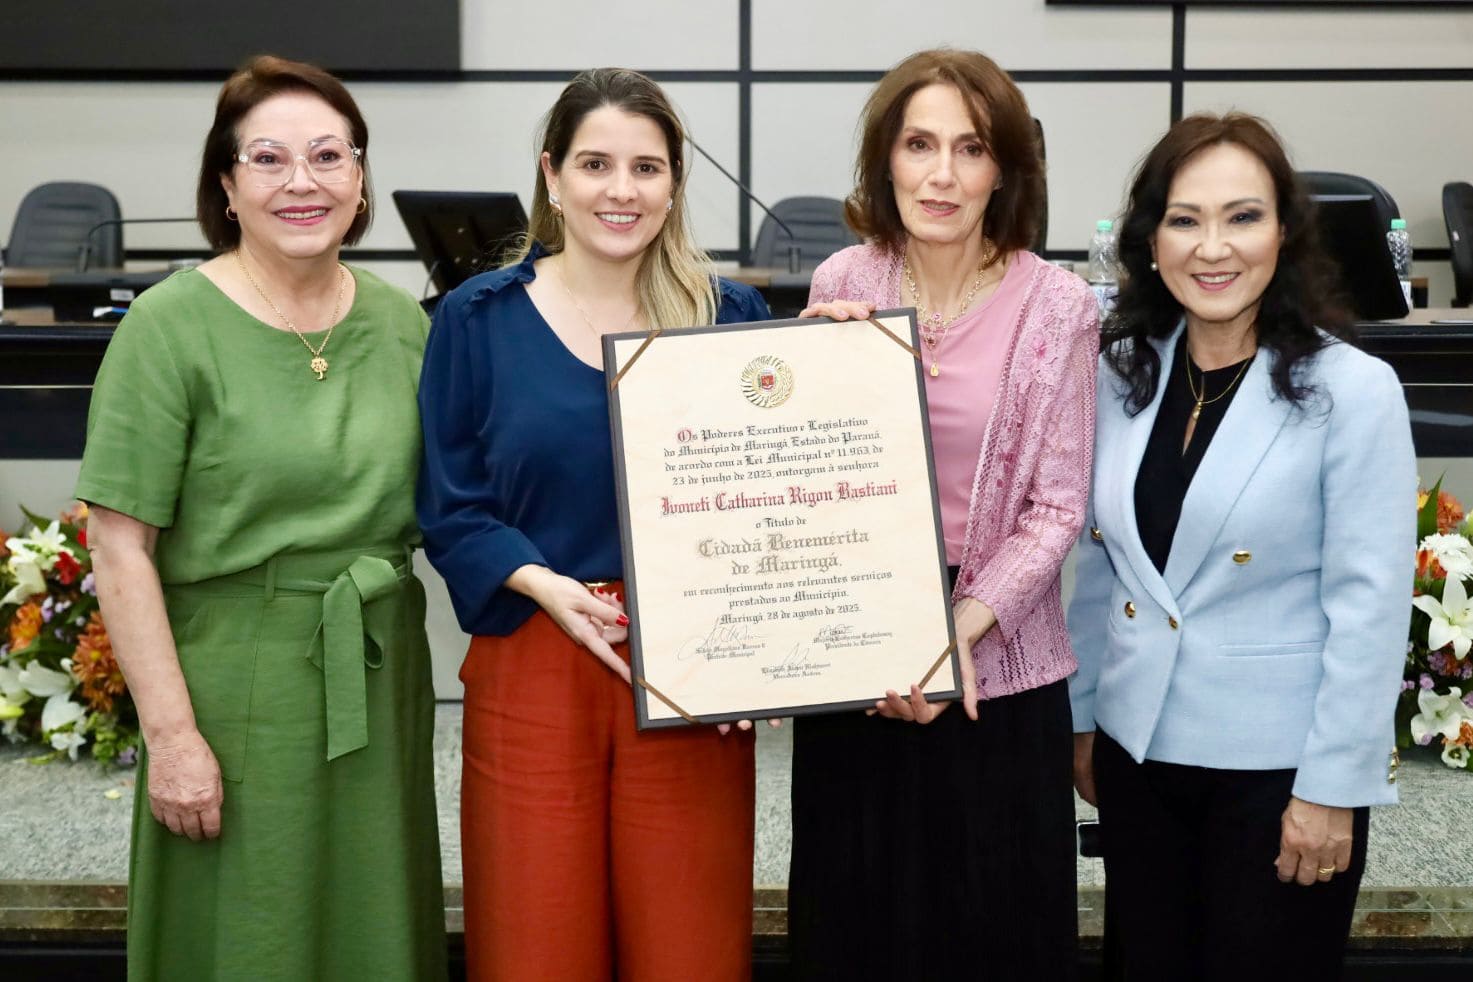 Os Poderes Executivo e Legislativo
do Município de Maringá, Estado do Paraná,
de acordo com a Lei Municipal nº 11.963, de
23 de junho de 2025, outorgam à senhora
Ivoneti Catharina Rigon Bastiani
o Título de
Cidadã Benemérita
de Maringá,
em reconhecimento aos relevantes serviços
prestados ao Município.
Maringá, 28 de agosto de 2025.
Prefeito Municipal
Presidente da Câmara